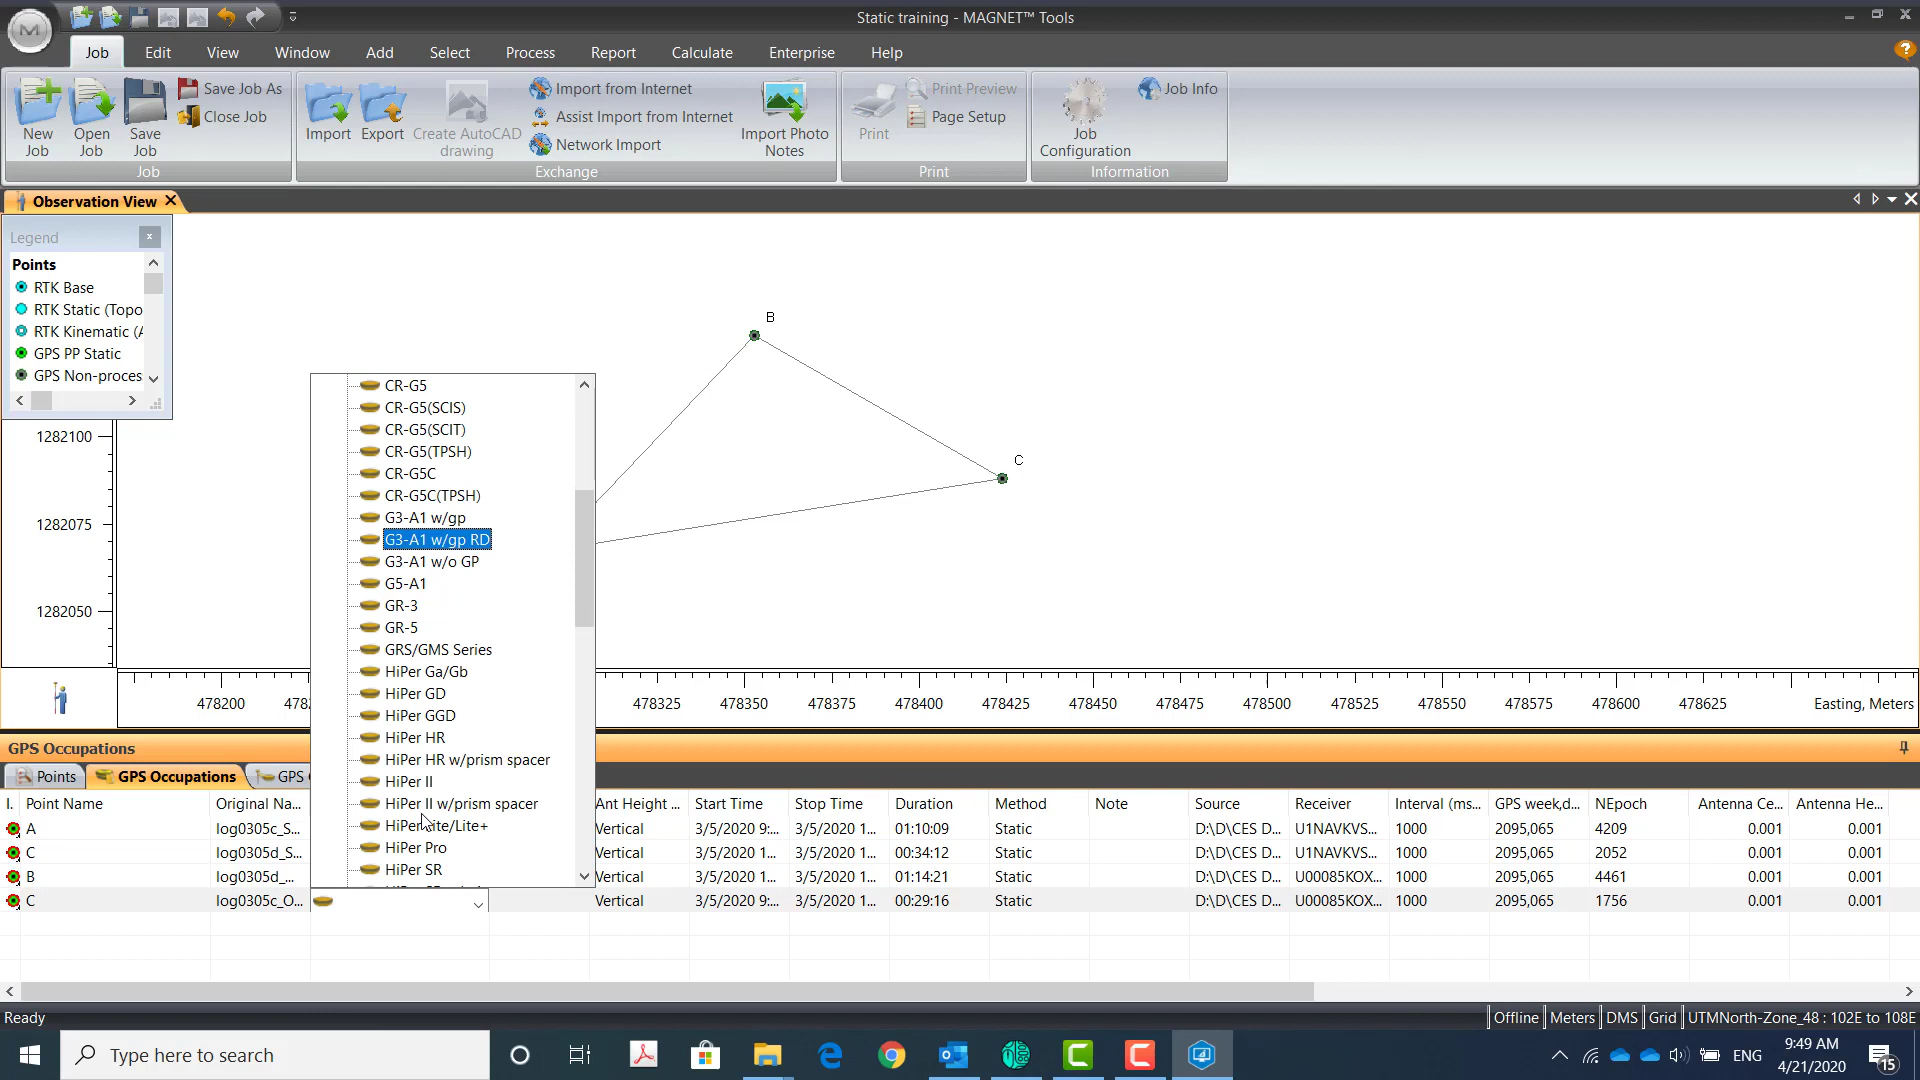 Static training - MAGNET™ Tools
Job Edit View Window Add Select Process Report Calculate Enterprise Help
New Job
Open Job
Save Job
Save Job As
Close Job
Job
Import
Export
Create AutoCAD drawing
Import from Internet
Assist Import from Internet
Network Import
Import Photo Notes
Exchange
Print
Print Preview
Page Setup
Print
Job Configuration
Job Info
Information
Observation View
Legend
Points
RTK Base
RTK Static (Topo
RTK Kinematic (A
GPS PP Static
GPS Non-proces
B
C
1282100
1282075
1282050
CR-G5
CR-G5(SCIS)
CR-G5(SCIT)
CR-G5(TPSH)
CR-G5C
CR-G5C(TPSH)
G3-A1 w/gp
G3-A1 w/gp RD
G3-A1 w/o GP
G5-A1
GR-3
GR-5
GRS/GMS Series
HiPer Ga/Gb
HiPer GD
HiPer GGD
HiPer HR
HiPer HR w/prism spacer
HiPer II
HiPer II w/prism spacer
HiPer Lite/Lite+
HiPer Pro
HiPer SR
478200 4782 478325 478350 478375 478400 478425 478450 478475 478500 478525 478550 478575 478600 478625 Easting, Meters
GPS Occupations
Points GPS Occupations GPS
I. Point Name Original Na... Ant Height ... Start Time Stop Time Duration Method Note Source Receiver Interval (ms... GPS week,d... NEpoch Antenna Ce... Antenna He...
A log0305c_S... Vertical 3/5/2020 9:... 3/5/2020 1... 01:10:09 Static D:\D\CES D... U1NAVKVS... 1000 2095,065 4209 0.001 0.001
C log0305d_S... Vertical 3/5/2020 1... 3/5/2020 1... 00:34:12 Static D:\D\CES D... U1NAVKVS... 1000 2095,065 2052 0.001 0.001
B log0305d_... Vertical 3/5/2020 1... 3/5/2020 1... 01:14:21 Static D:\D\CES D... U00085KOX... 1000 2095,065 4461 0.001 0.001
C log0305c_O... Vertical 3/5/2020 9:... 3/5/2020 1... 00:29:16 Static D:\D\CES D... U00085KOX... 1000 2095,065 1756 0.001 0.001
Ready Offline Meters DMS Grid UTMNorth-Zone_48 : 102E to 108E
Type here to search
ENG
9:49 AM
4/21/2020
15